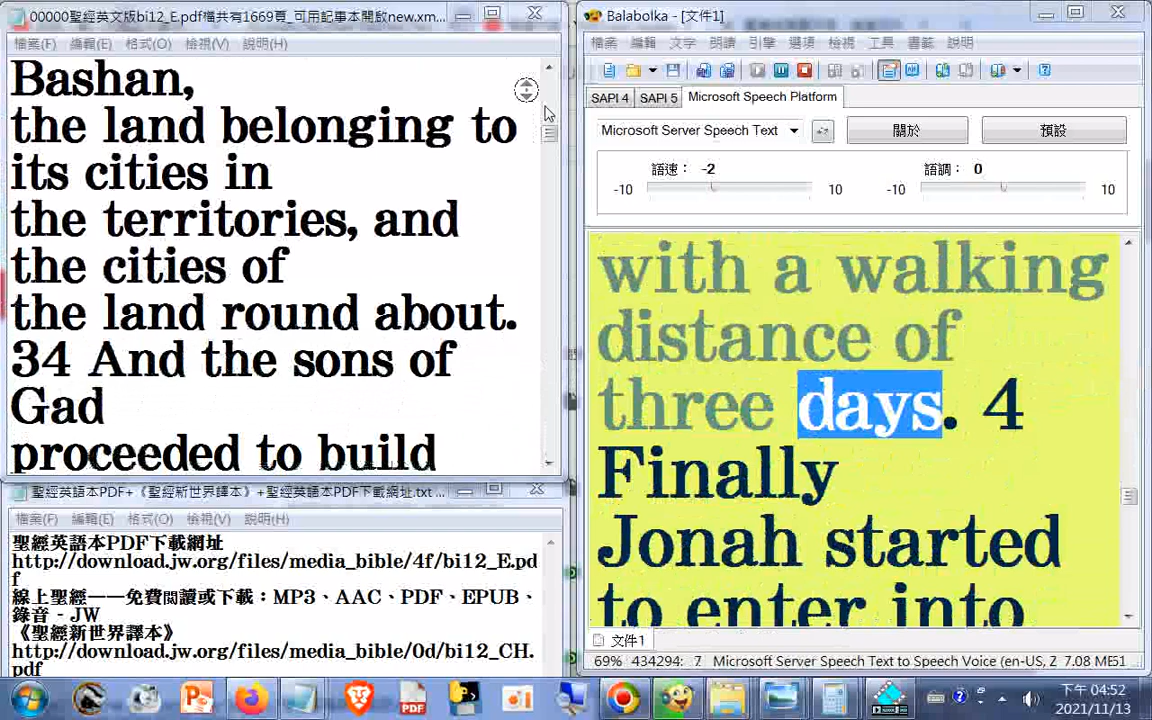 00000聖經英文版bi12_E.pdf檔共有1669頁_可用記事本開啟new.xm...
檔案(F) 編輯(E) 格式(O) 檢視(V) 說明(H)
Bashan,
the land belonging to
its cities in
the territories, and
the cities of
the land round about.
34 And the sons of
Gad
proceeded to build
聖經英語本PDF+《聖經新世界譯本》+聖經英語本PDF下載網址.txt ...
檔案(F) 編輯(E) 格式(O) 檢視(V) 說明(H)
聖經英語本PDF下載網址
http://download.jw.org/files/media_bible/4f/bi12_E.pd
f
線上聖經——免費閱讀或下載：MP3、AAC、PDF、EPUB、
錄音 - JW
《聖經新世界譯本》
http://download.jw.org/files/media_bible/0d/bi12_CH.
pdf
Balabolka - [文件1]
檔案 編輯 文字 朗讀 引擎 選項 檢視 工具 書籤 說明
SAPI 4 SAPI 5 Microsoft Speech Platform
Microsoft Server Speech Text 關於 預設
語速： -2 語調： 0
-10 10 -10 10
with a walking
distance of
three days. 4
Finally
Jonah started
to enter into
文件1
69% 434294: 7 Microsoft Server Speech Text to Speech Voice (en-US, Z 7.08 ME51
下午 04:52
2021/11/13